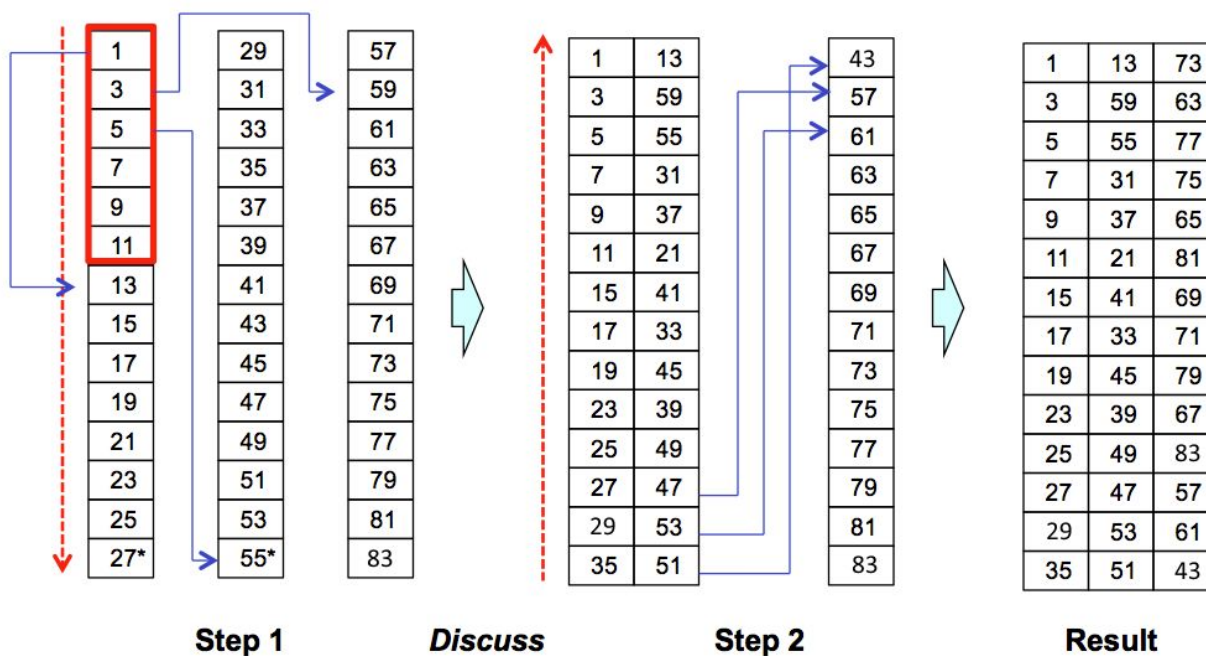 1 29 57 1 13 43 1 13 73
3 31 59 3 59 57 3 59 63
5 33 61 5 55 61 5 55 77
7 35 63 7 31 63 7 31 75
9 37 65 9 37 65 9 37 65
11 39 67 11 21 67 11 21 81
13 41 69 15 41 69 15 41 69
15 43 71 17 33 71 17 33 71
17 45 73 19 45 73 19 45 79
19 47 75 23 39 75 23 39 67
21 49 77 25 49 77 25 49 83
23 51 79 27 47 79 27 47 57
25 53 81 29 53 81 29 53 61
27* 55* 83 35 51 83 35 51 43
Step 1 Discuss Step 2 Result